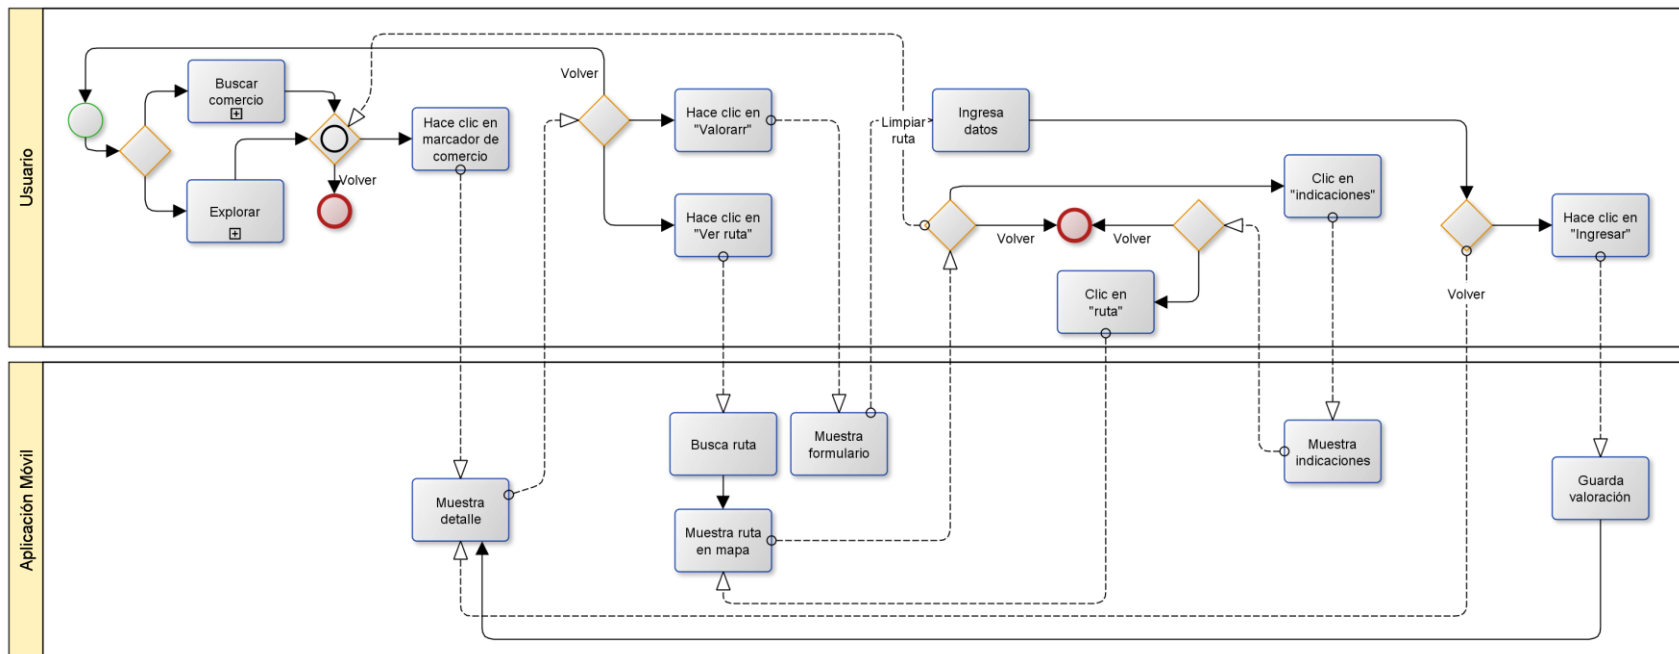 Usuario
Buscar
comercio
Explorar
Volver
Hace clic en
marcador de
comercio
Volver
Hace clic en
"Valorarr"
Hace clic en
"Ver ruta"
Limpiar
ruta
Ingresa
datos
Volver
Volver
Clic en
"ruta"
Clic en
"indicaciones"
Volver
Hace clic en
"Ingresar"
Aplicación Móvil
Muestra
detalle
Busca ruta
Muestra ruta
en mapa
Muestra
formulario
Muestra
indicaciones
Guarda
valoración